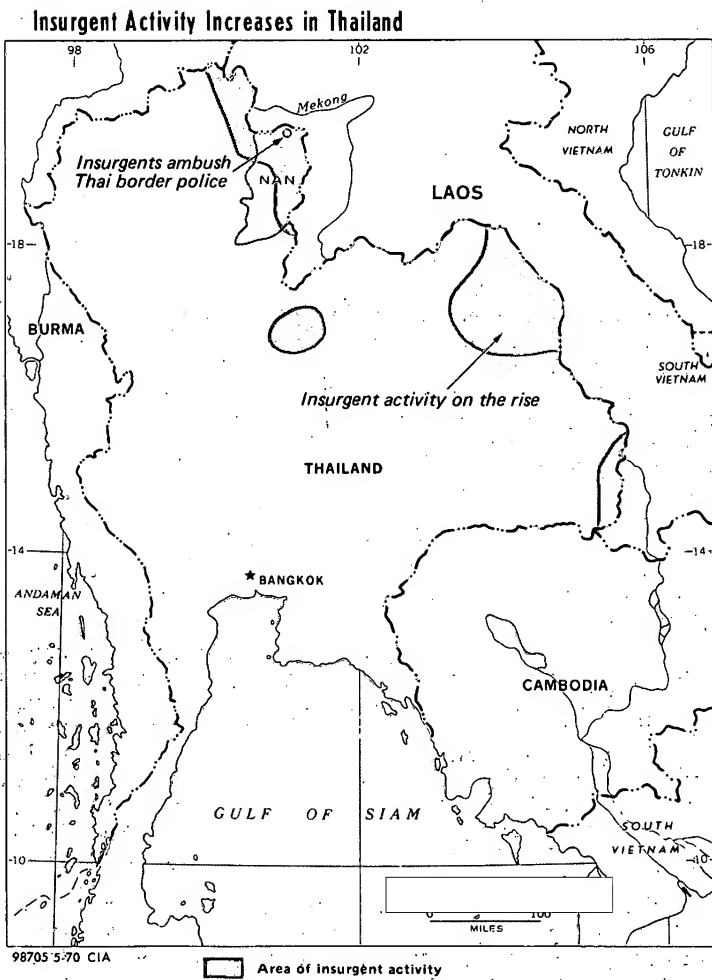 Insurgent Activity Increases in Thailand
98
102
106
Mekong
NORTH
VIETNAM
GULF
OF
TONKIN
Insurgents ambush
Thai border police
NAN
LAOS
18
18
BURMA
SOUTH
VIETNAM
Insurgent activity on the rise
THAILAND
14
14
BANGKOK
ANDAMAN
SEA
CAMBODIA
GULF OF SIAM
SOUTH
VIETNAM
10
10
0 100
MILES
98705 5-70 CIA
Area of insurgent activity